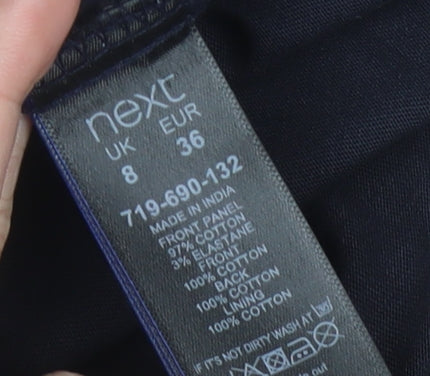 next
UK EUR
8 36
719-690-132
MADE IN INDIA
FRONT PANEL
97% COTTON
3% ELASTANE
FRONT
100% COTTON
BACK
100% COTTON
LINING
100% COTTON
IF IT'S NOT DIRTY WASH AT
out